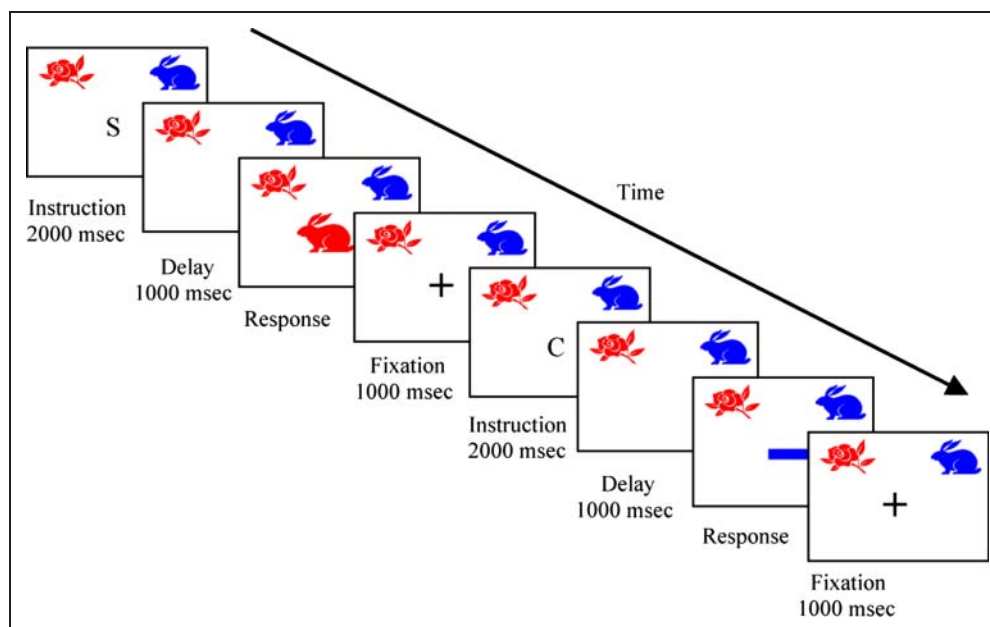 S
Instruction
2000 msec
Delay
1000 msec
Response
+
Fixation
1000 msec
Time
C
Instruction
2000 msec
Delay
1000 msec
Response
+
Fixation
1000 msec